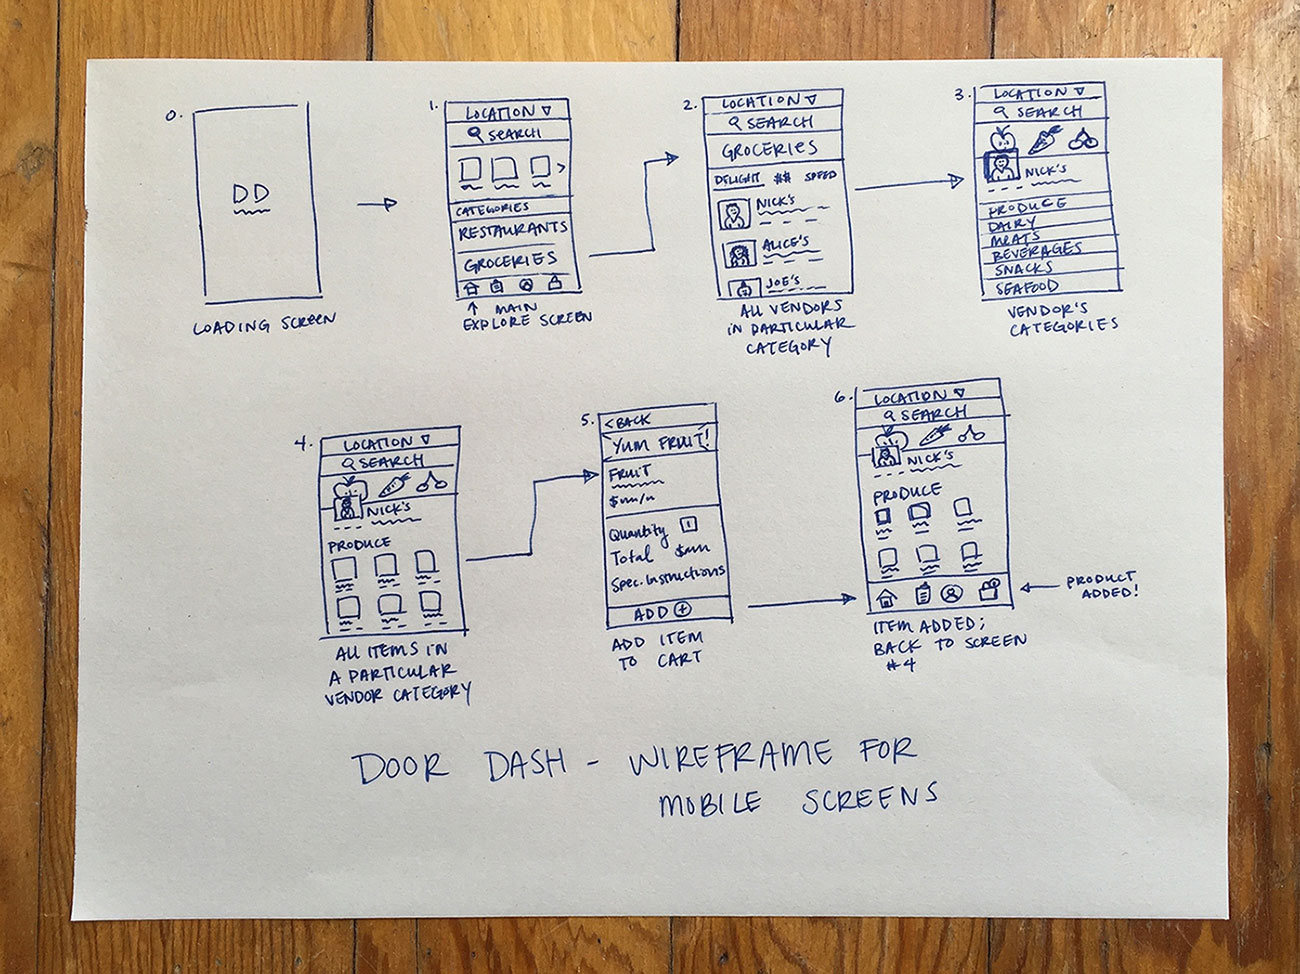 0.
DD
LOADING SCREEN
1.
LOCATION
SEARCH
CATEGORIES
RESTAURANTS
GROCERIES
MAIN
EXPLORE SCREEN
2.
LOCATION
SEARCH
GROCERIES
DELIGHT $$ SPEED
NICK'S
ALICE'S
JOE'S
ALL VENDORS
IN PARTICULAR
CATEGORY
3.
LOCATION
SEARCH
NICK'S
PRODUCE
DAIRY
MEATS
BEVERAGES
SNACKS
SEAFOOD
VENDOR'S
CATEGORIES
4.
LOCATION
SEARCH
NICK'S
PRODUCE
ALL ITEMS IN
A PARTICULAR
VENDOR CATEGORY
5.
<BACK
YUM FRUIT!
FRUIT
$
Quantity 1
Total $
Spec. Instructions
ADD +
ADD ITEM
TO CART
6.
LOCATION
SEARCH
NICK'S
PRODUCE
PRODUCT
ADDED!
ITEM ADDED;
BACK TO SCREEN
#4
DOOR DASH - WIREFRAME FOR
MOBILE SCREENS